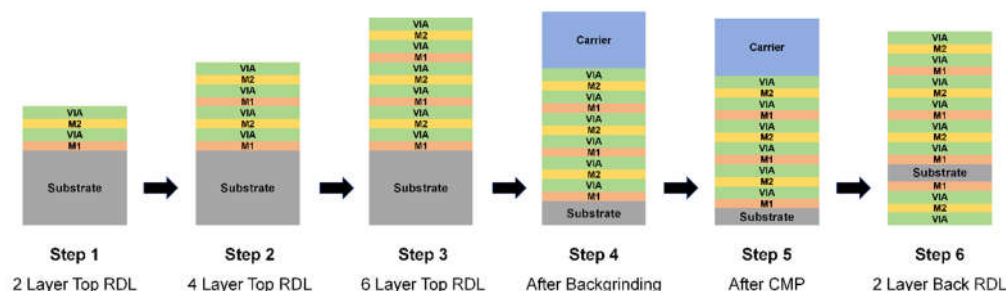 VIA
M2
VIA
M1
Substrate
Step 1
2 Layer Top RDL
VIA
M2
VIA
M1
VIA
M2
VIA
M1
Substrate
Step 2
4 Layer Top RDL
VIA
M2
VIA
M1
VIA
M2
VIA
M1
VIA
M2
VIA
M1
Substrate
Step 3
6 Layer Top RDL
Carrier
VIA
M2
VIA
M1
VIA
M2
VIA
M1
VIA
M2
VIA
M1
Substrate
Step 4
After Backgrinding
Carrier
VIA
M2
VIA
M1
VIA
M2
VIA
M1
VIA
M2
VIA
M1
Substrate
Step 5
After CMP
VIA
M2
VIA
M1
VIA
M2
VIA
M1
VIA
M2
VIA
M1
Substrate
M1
VIA
M2
VIA
Step 6
2 Layer Back RDL